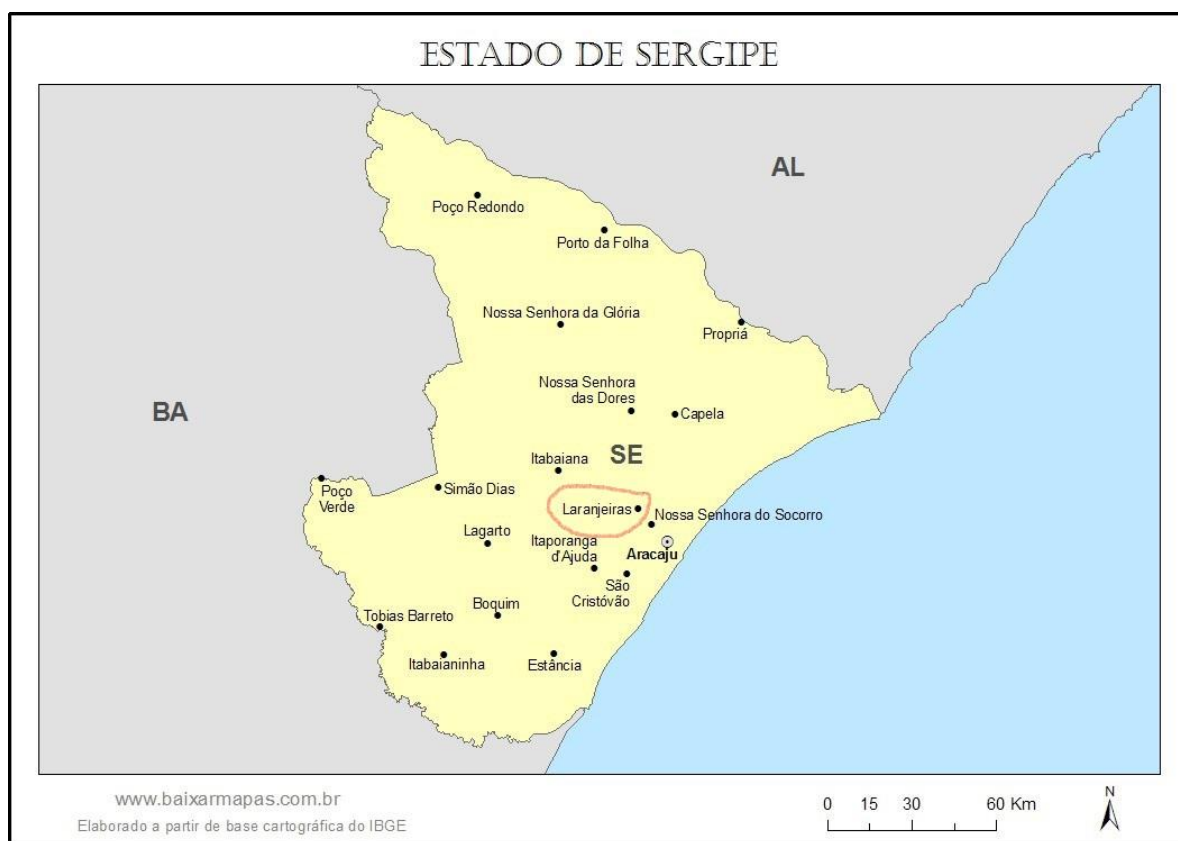 ESTADO DE SERGIPE
AL
Poço Redondo
Porto da Folha
Nossa Senhora da Glória
Propriá
Nossa Senhora
das Dores
Capela
BA
SE
Itabaiana
Poço
Verde
Simão Dias
Laranjeiras
Nossa Senhora do Socorro
Lagarto
Itaporanga
d'Ajuda
Aracaju
São
Cristóvão
Boquim
Tobias Barreto
Itabaianinha
Estância
www.baixarmapas.com.br
Elaborado a partir de base cartográfica do IBGE
0 15 30 60 Km
N